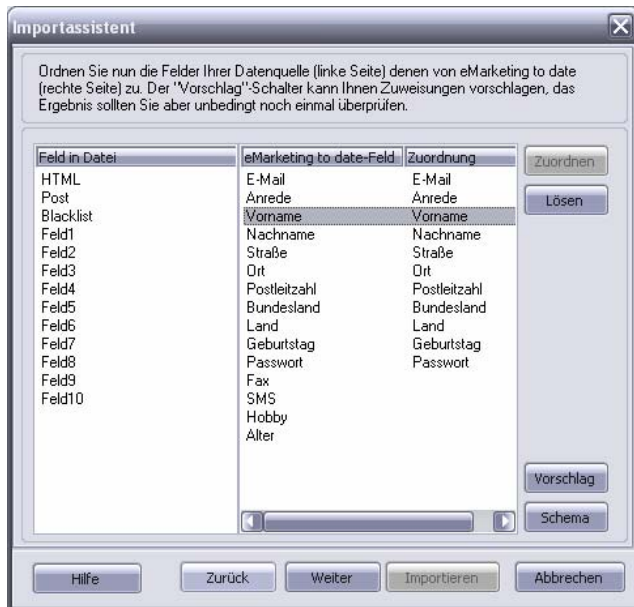 Importassistent
Ordnen Sie nun die Felder Ihrer Datenquelle (linke Seite) denen von eMarketing to date
(rechte Seite) zu. Der "Vorschlag"-Schalter kann Ihnen Zuweisungen vorschlagen, das
Ergebnis sollten Sie aber unbedingt noch einmal überprüfen.
Feld in Datei
HTML
Post
Blacklist
Feld1
Feld2
Feld3
Feld4
Feld5
Feld6
Feld7
Feld8
Feld9
Feld10
eMarketing to date-Feld Zuordnung
E-Mail E-Mail
Anrede Anrede
Vorname Vorname
Nachname Nachname
Straße Straße
Ort Ort
Postleitzahl Postleitzahl
Bundesland Bundesland
Land Land
Geburtstag Geburtstag
Passwort Passwort
Fax
SMS
Hobby
Alter
Zuordnen
Lösen
Vorschlag
Schema
Hilfe Zurück Weiter Importieren Abbrechen